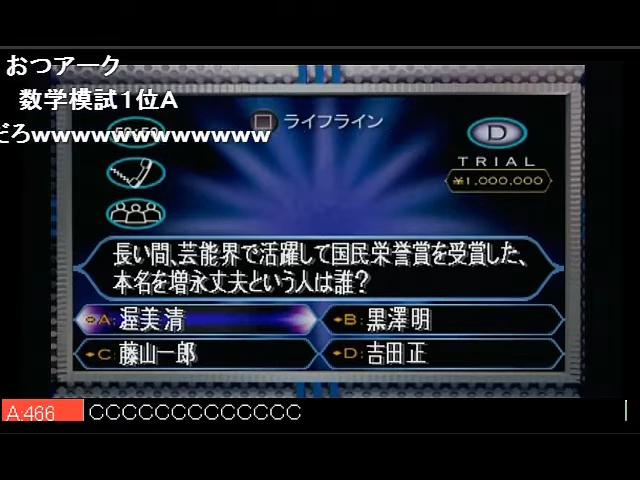 おつアーク
数学模試1位A
だろwwwwwwwwwwwww
50:50
□ライフライン
D
TRIAL
¥1,000,000
長い間、芸能界で活躍して国民栄誉賞を受賞した、
本名を増永丈夫という人は誰?
A:渥美清
B:黒澤明
C:藤山一郎
D:吉田正
A.466 CCCCCCCCCCCCC